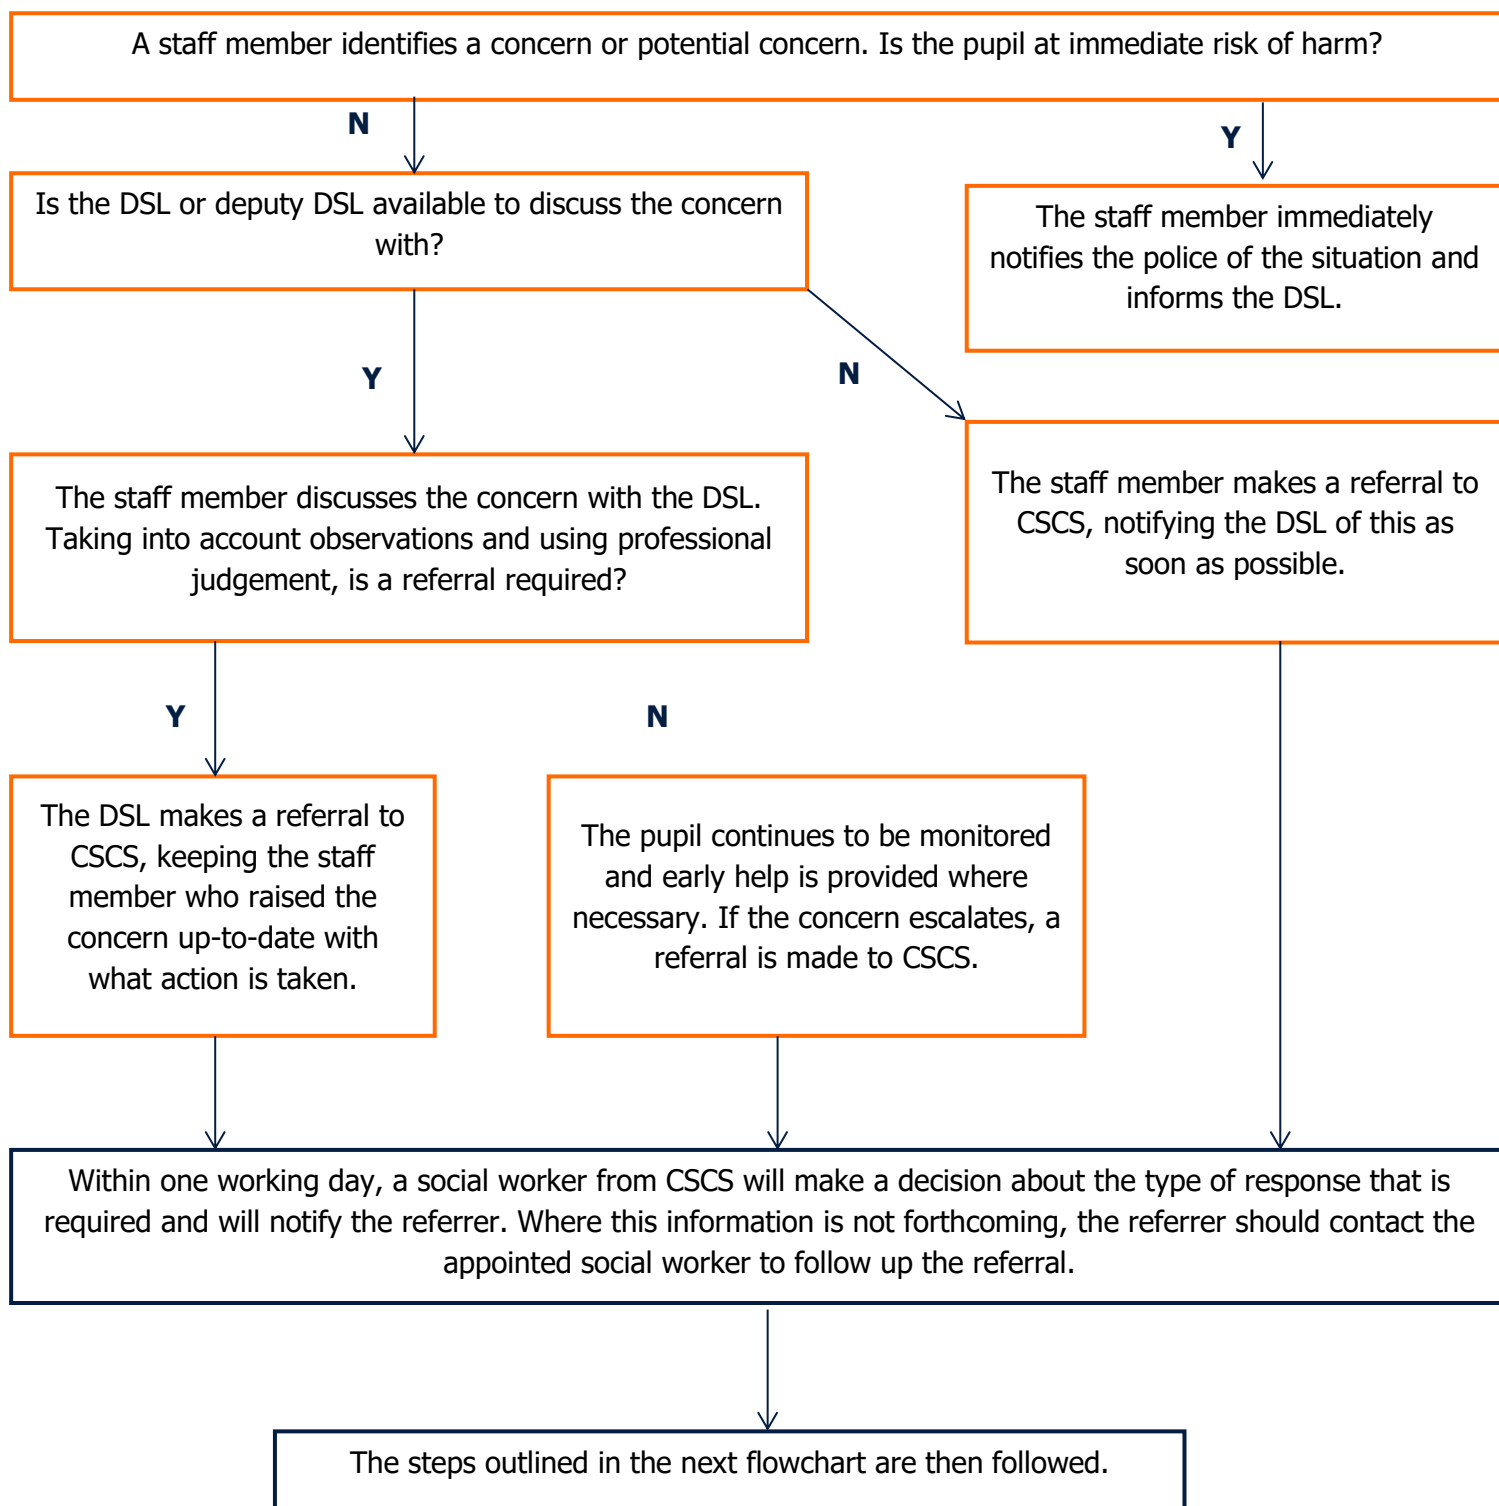 A staff member identifies a concern or potential concern. Is the pupil at immediate risk of harm?
N
Y
Is the DSL or deputy DSL available to discuss the concern
with?
The staff member immediately
notifies the police of the situation and
informs the DSL.
Y
N
The staff member discusses the concern with the DSL.
Taking into account observations and using professional
judgement, is a referral required?
The staff member makes a referral to
CSCS, notifying the DSL of this as
soon as possible.
Y
N
The DSL makes a referral to
CSCS, keeping the staff
member who raised the
concern up-to-date with
what action is taken.
The pupil continues to be monitored
and early help is provided where
necessary. If the concern escalates, a
referral is made to CSCS.
Within one working day, a social worker from CSCS will make a decision about the type of response that is
required and will notify the referrer. Where this information is not forthcoming, the referrer should contact the
appointed social worker to follow up the referral.
The steps outlined in the next flowchart are then followed.